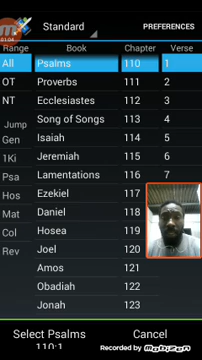 Standard PREFERENCES
01:04
Range Book Chapter Verse
All Psalms 110 1
OT Proverbs 111 2
NT Ecclesiastes 112 3
Jump Song of Songs 113 4
Gen Isaiah 114 5
1Ki Jeremiah 115 6
Psa Lamentations 116 7
Hos Ezekiel 117
Mat Daniel 118
Col Hosea 119
Rev Joel 120
Amos 121
Obadiah 122
Jonah 123
Select Psalms 110:1
Cancel
Recorded by Mobizen